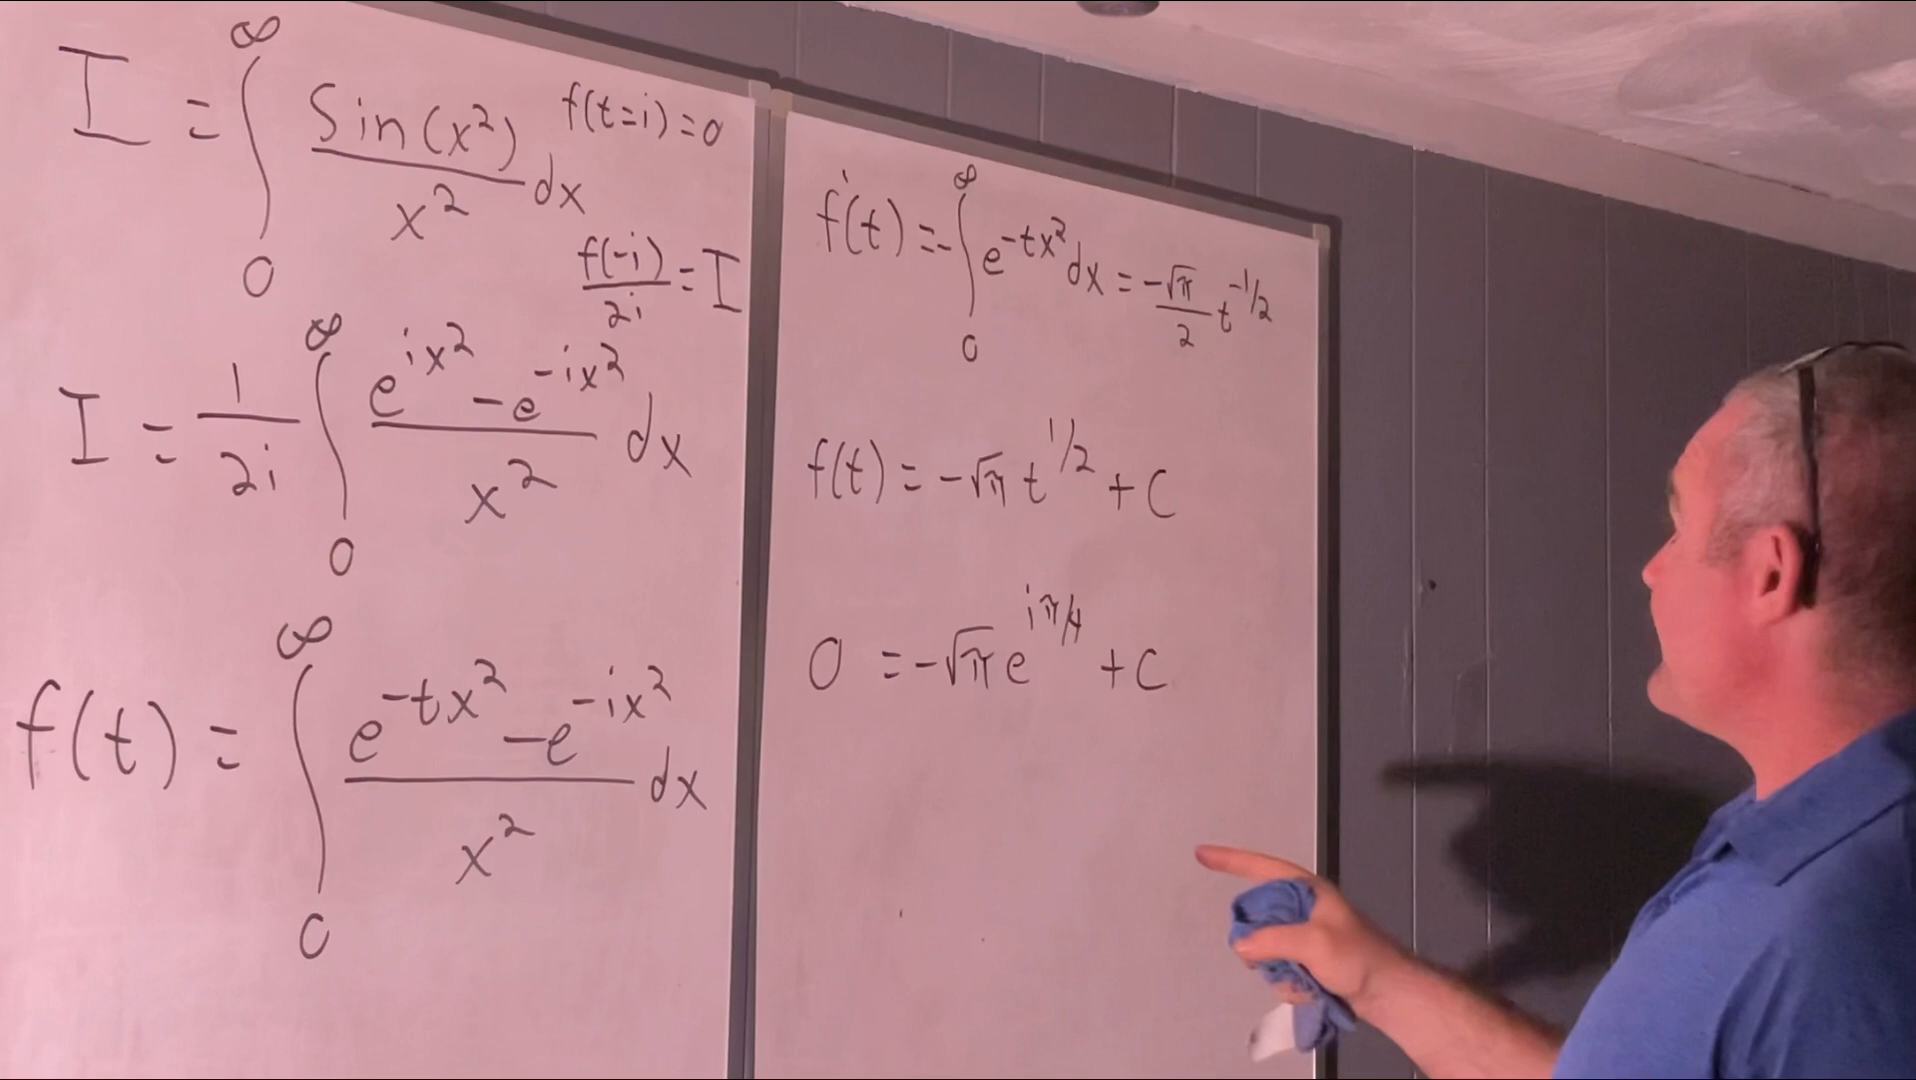 I = ∫₀^∞ Sin(x²)/x² dx
f(t=i)=0
f(-i)/2i = I
I = 1/2i ∫₀^∞ (e^{ix²} - e^{-ix²})/x² dx
f(t) = ∫₀^∞ (e^{-tx²} - e^{-ix²})/x² dx
f'(t) = -∫₀^∞ e^{-tx²} dx = -√π/2 t^{-1/2}
f(t) = -√π t^{1/2} + C
0 = -√π e^{iπ/4} + C